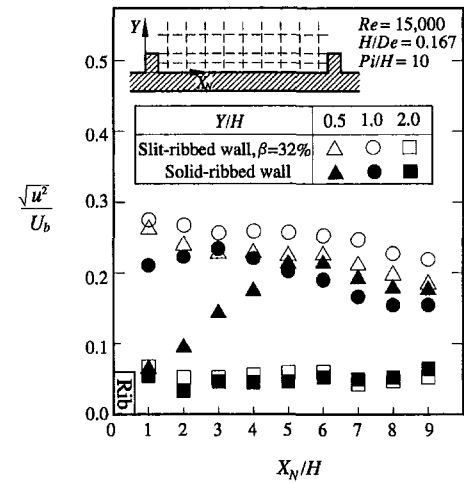 Y
X_N
Re = 15,000
H/De = 0.167
Pi/H = 10
Y/H 0.5 1.0 2.0
Slit-ribbed wall, β=32% △ ○ □
Solid-ribbed wall ▲ ● ■
0.5
0.4
0.3
0.2
0.1
0.0
√u² / U_b
Rib
0 1 2 3 4 5 6 7 8 9
X_N/H